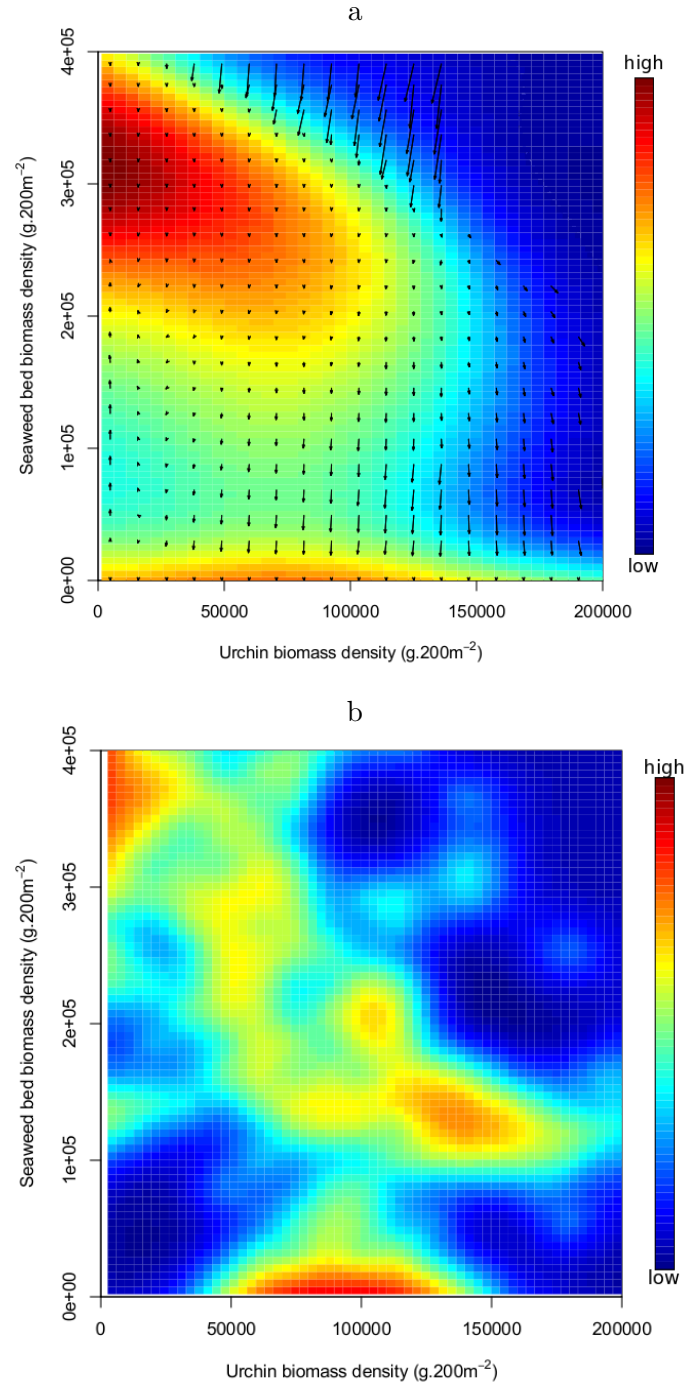 a
Seaweed bed biomass density (g.200m⁻²)
4e+05
3e+05
2e+05
1e+05
0e+00
0 50000 100000 150000 200000
Urchin biomass density (g.200m⁻²)
high
low
b
Seaweed bed biomass density (g.200m⁻²)
4e+05
3e+05
2e+05
1e+05
0e+00
0 50000 100000 150000 200000
Urchin biomass density (g.200m⁻²)
high
low